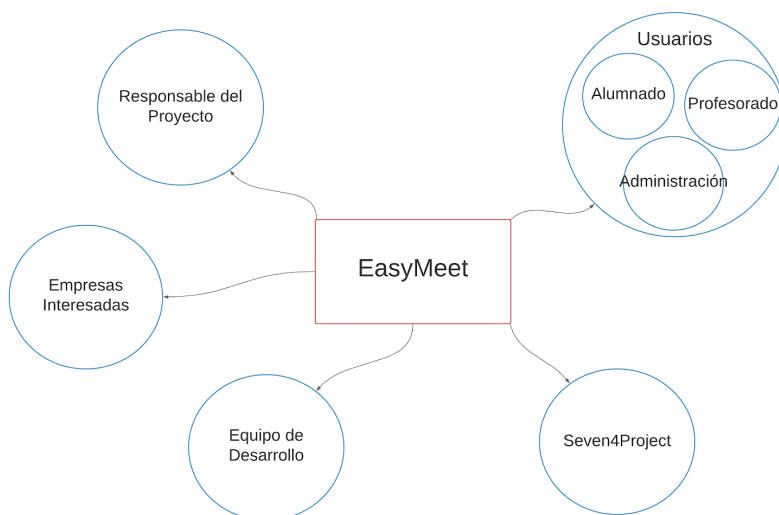 Usuarios
Alumnado
Profesorado
Administración
Responsable del
Proyecto
EasyMeet
Empresas
Interesadas
Equipo de
Desarrollo
Seven4Project